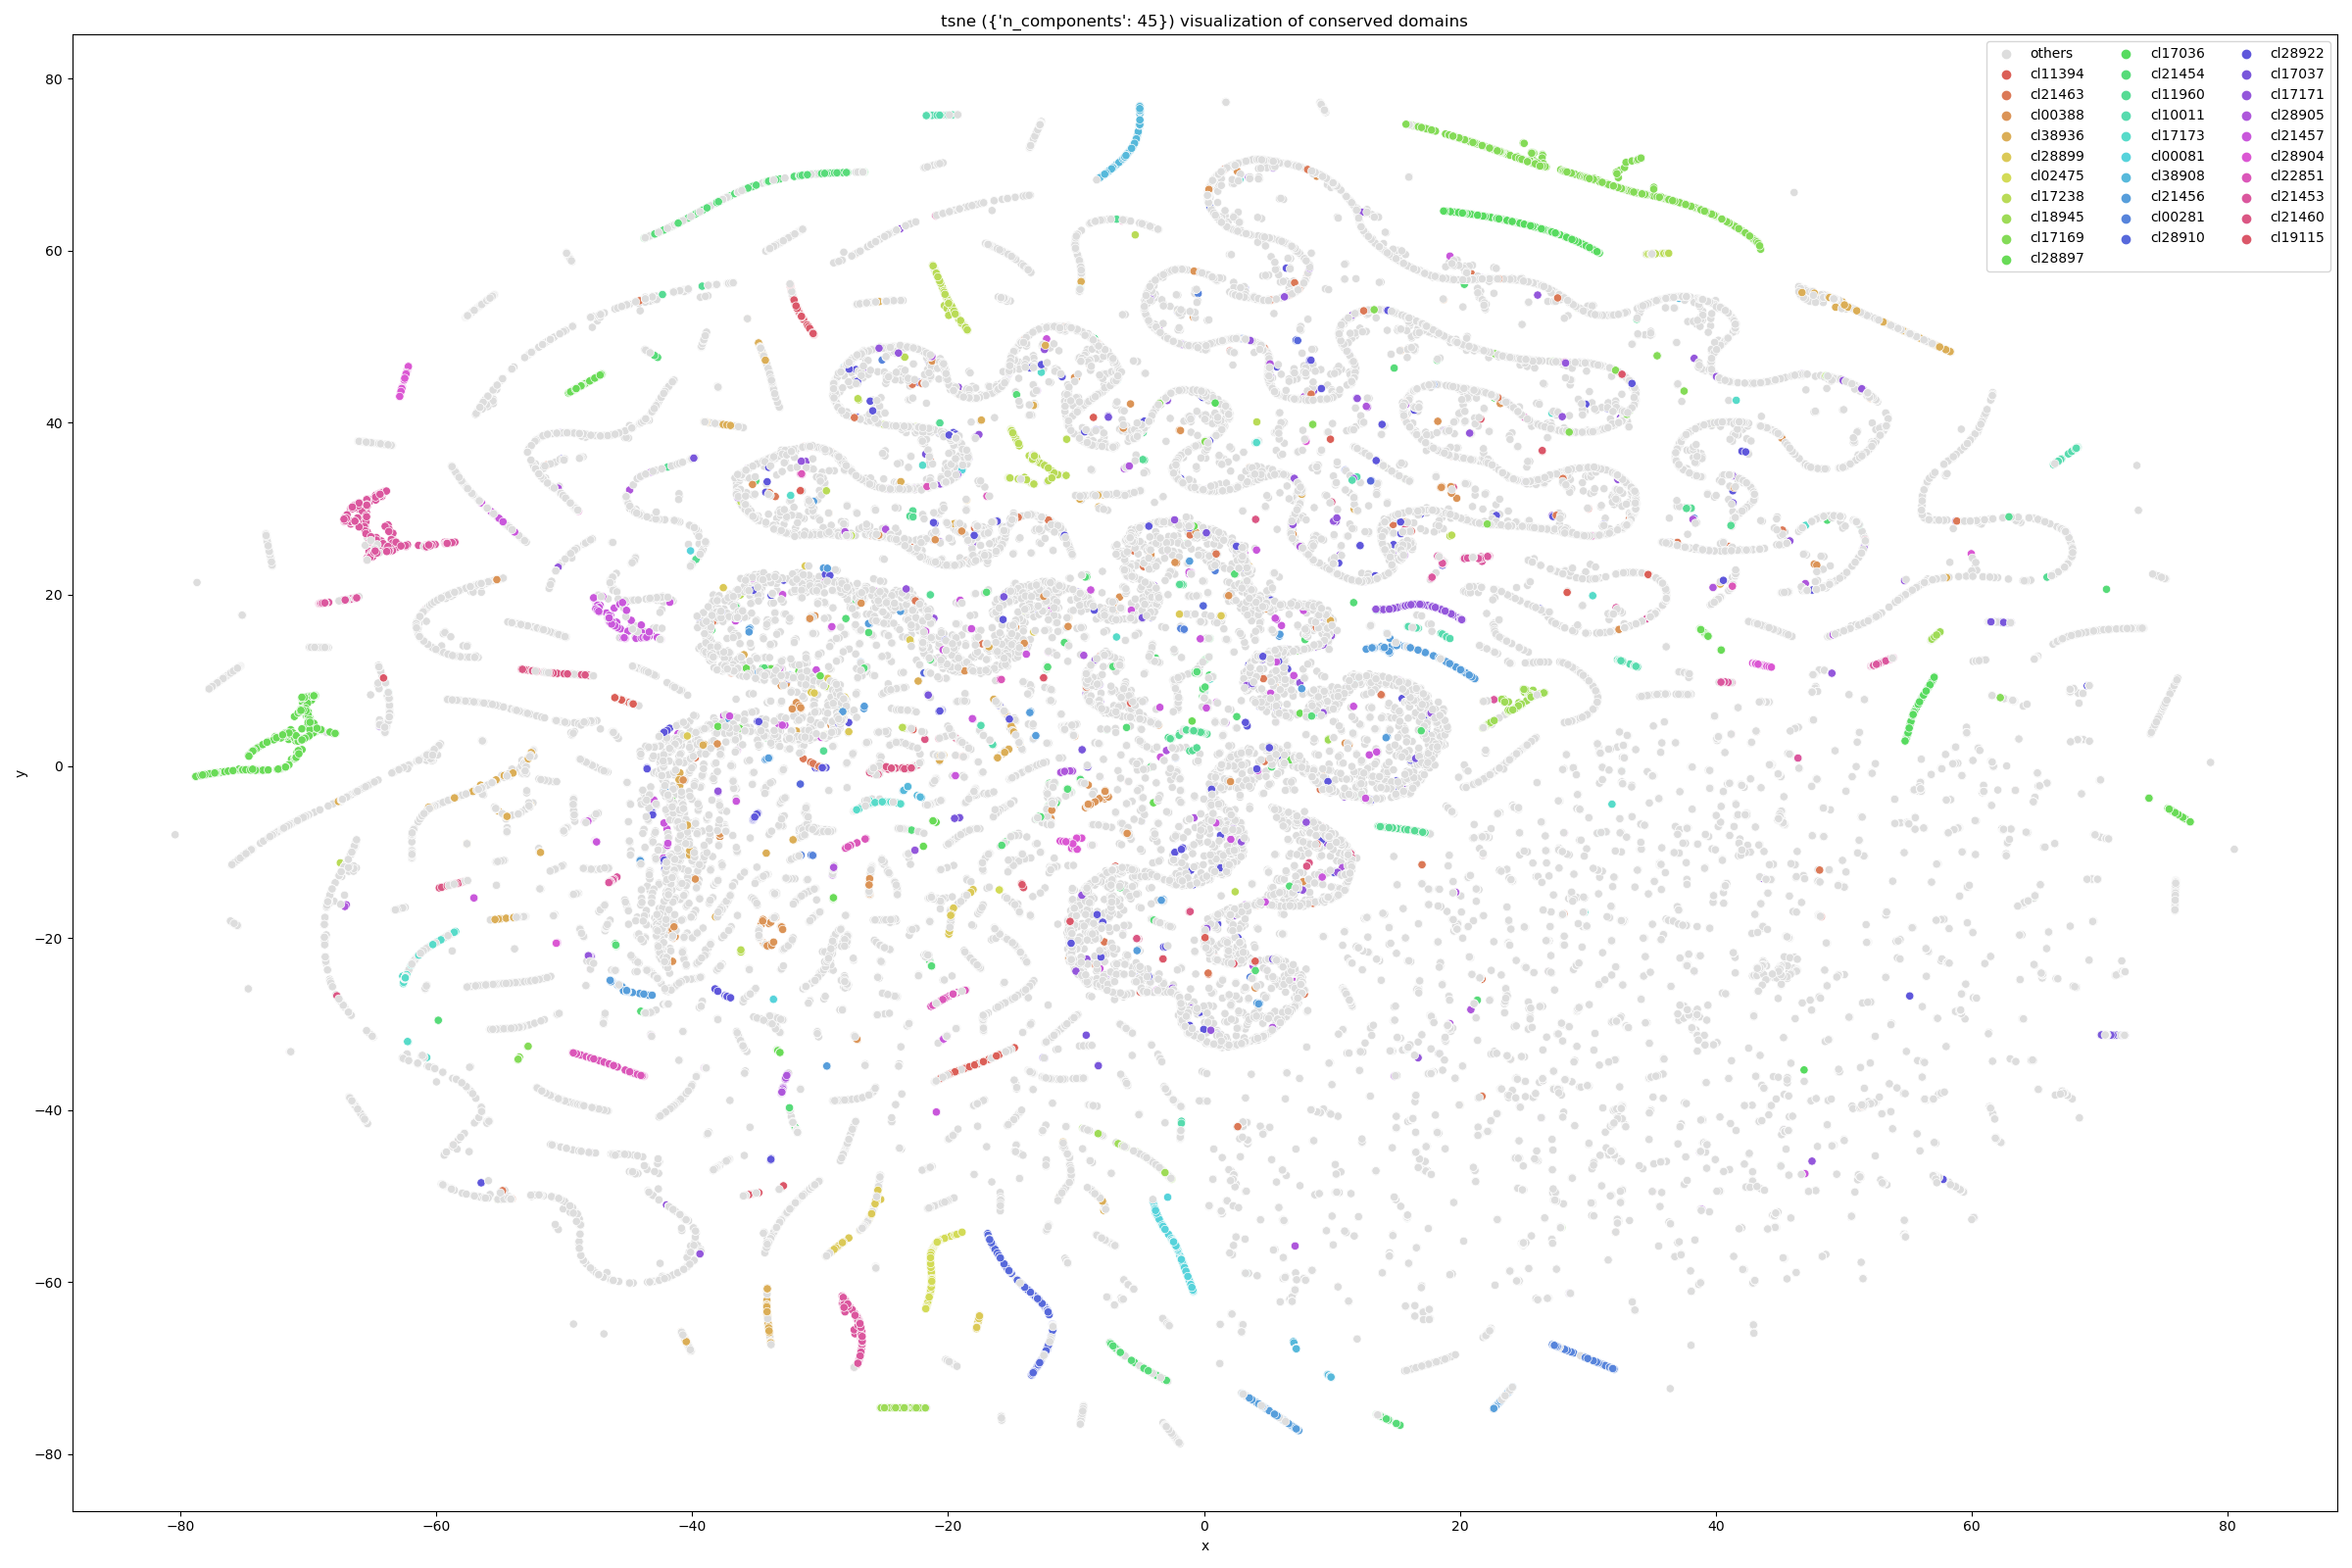 tsne ({'n_components': 45}) visualization of conserved domains
others cl17036 cl28922
cl11394 cl21454 cl17037
cl21463 cl11960 cl17171
cl00388 cl10011 cl28905
cl38936 cl17173 cl21457
cl28899 cl00081 cl28904
cl02475 cl38908 cl22851
cl17238 cl21456 cl21453
cl18945 cl00281 cl21460
cl17169 cl28910 cl19115
cl28897
80
60
40
20
0
−20
−40
−60
−80
y
−80 −60 −40 −20 0 20 40 60 80
x